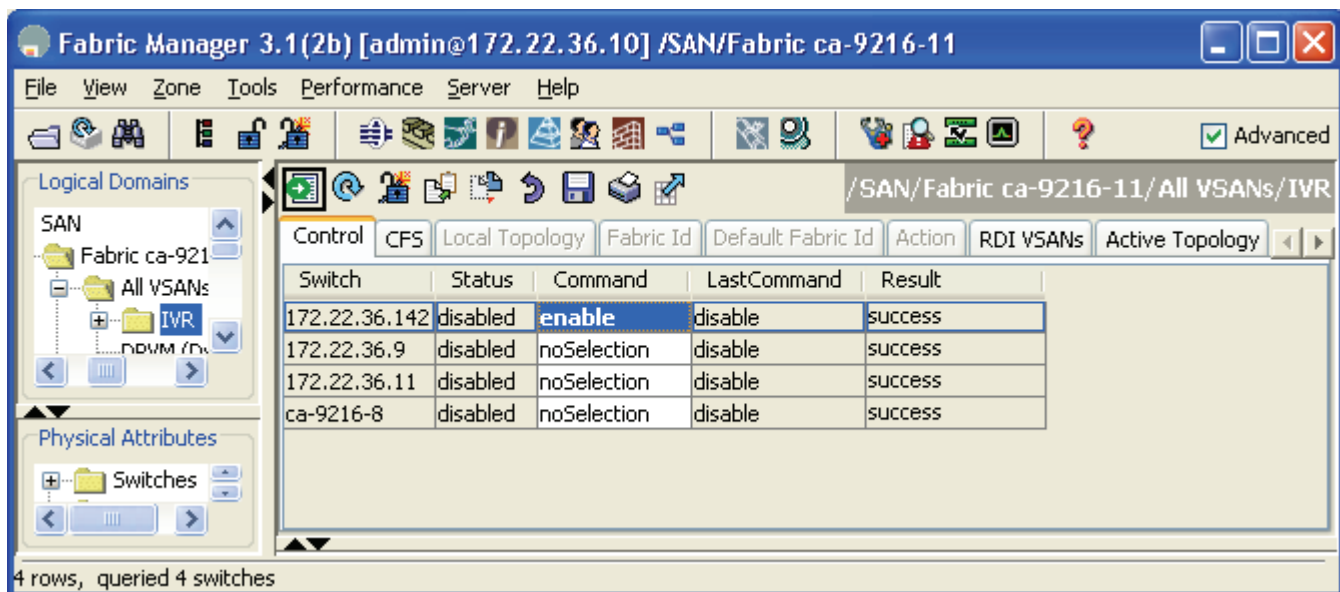 Fabric Manager 3.1(2b) [admin@172.22.36.10] /SAN/Fabric ca-9216-11
File View Zone Tools Performance Server Help
Advanced
Logical Domains
/SAN/Fabric ca-9216-11/All VSANs/IVR
SAN
Fabric ca-921
All VSANs
IVR
Control CFS Local Topology Fabric Id Default Fabric Id Action RDI VSANs Active Topology
Switch Status Command LastCommand Result
172.22.36.142 disabled enable disable success
172.22.36.9 disabled noSelection disable success
172.22.36.11 disabled noSelection disable success
ca-9216-8 disabled noSelection disable success
Physical Attributes
Switches
4 rows, queried 4 switches